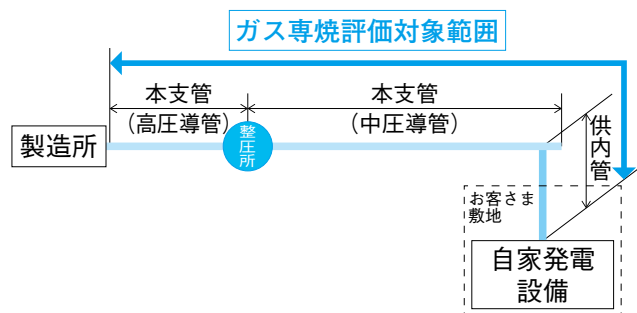 ガス専焼評価対象範囲
本支管
（高圧導管）
本支管
（中圧導管）
整圧所
製造所
供内管
お客さま
敷地
自家発電
設備